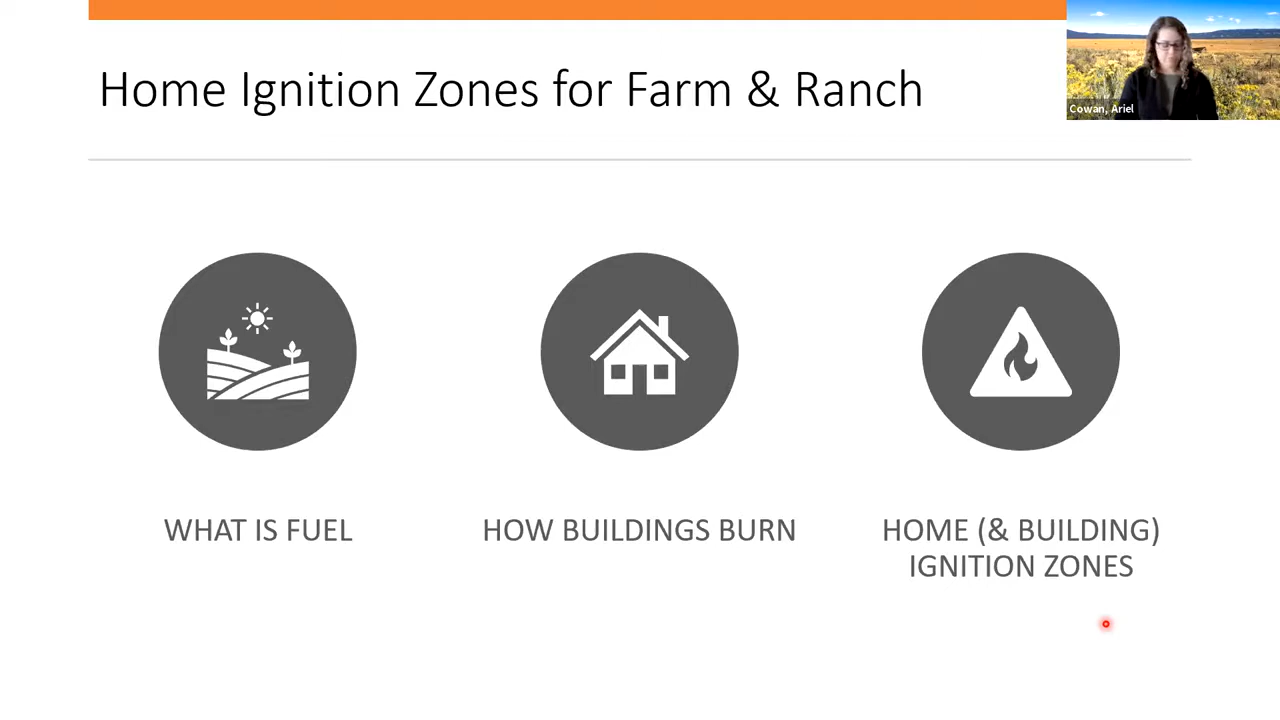 Home Ignition Zones for Farm & Ranch
Cowan, Ariel
WHAT IS FUEL
HOW BUILDINGS BURN
HOME (& BUILDING)
IGNITION ZONES